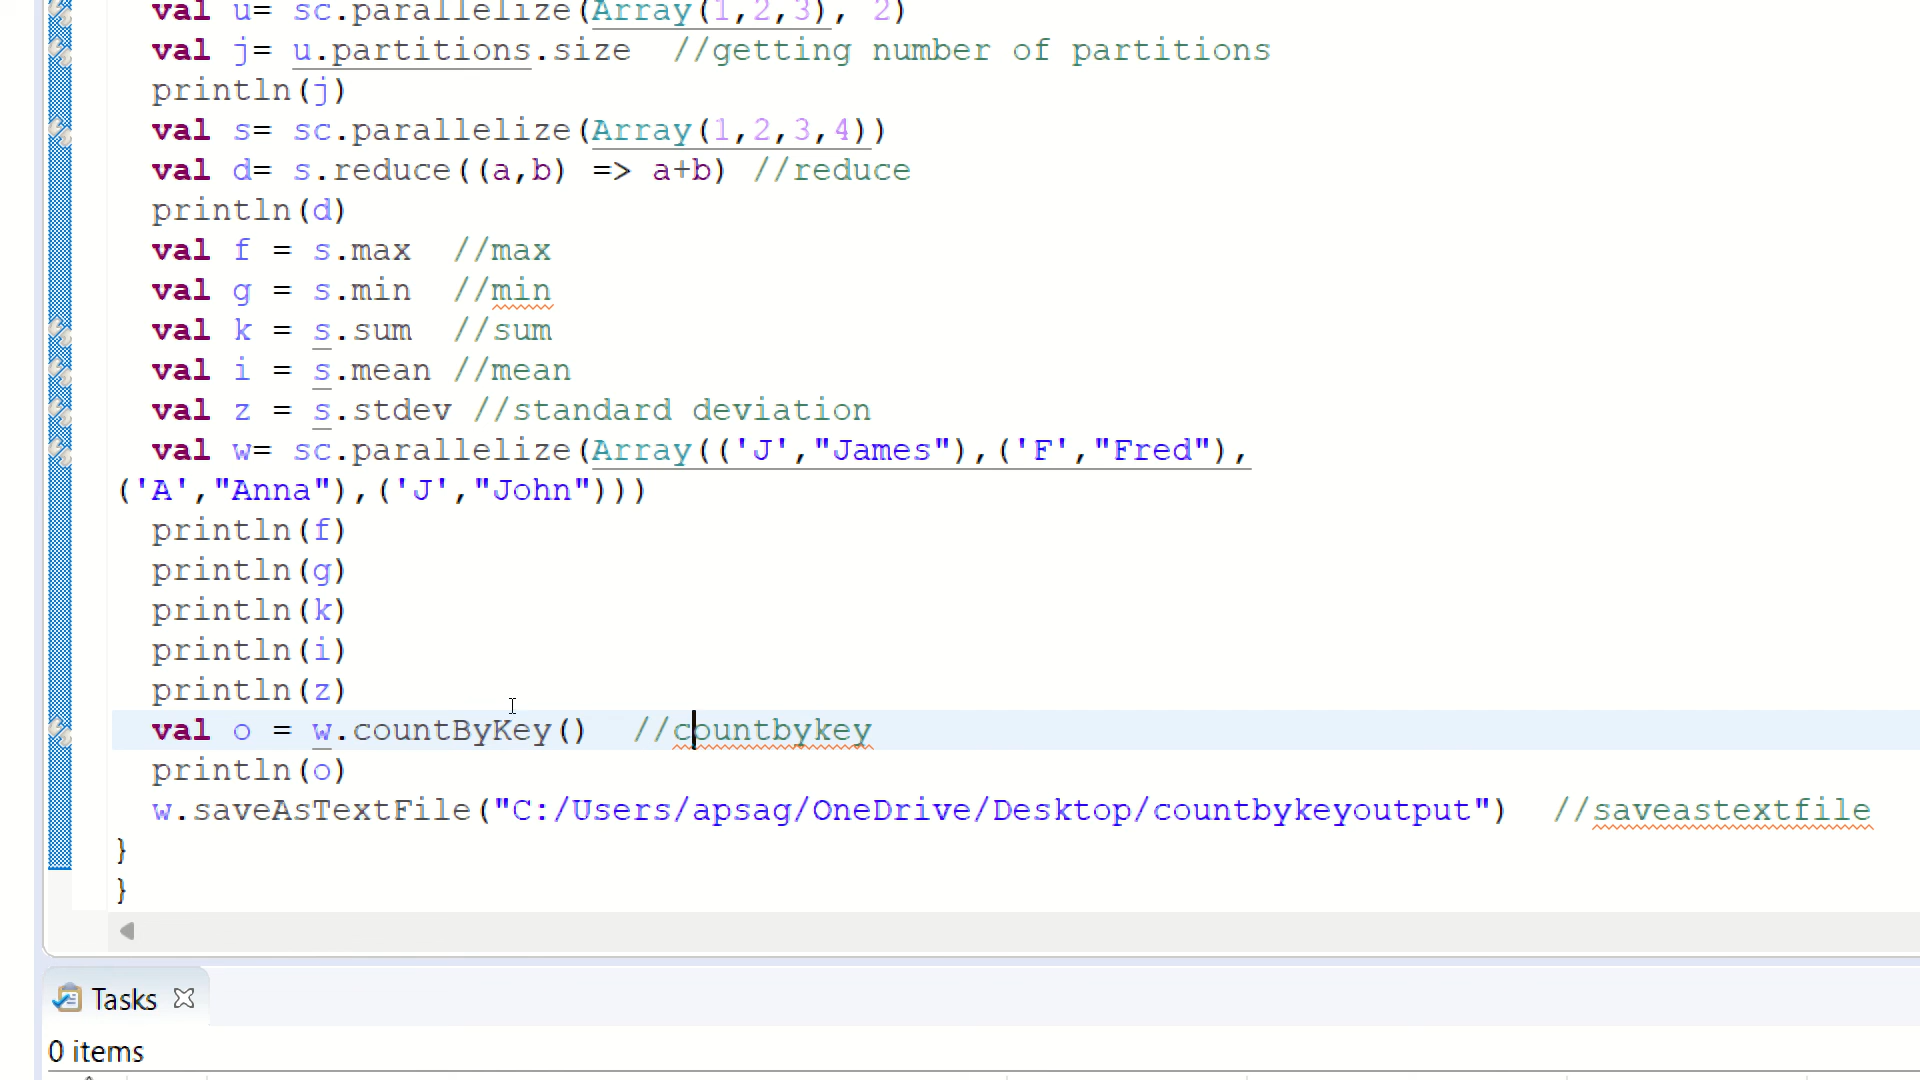 val u= sc.parallelize(Array(1,2,3), 2)
val j= u.partitions.size  //getting number of partitions
println(j)
val s= sc.parallelize(Array(1,2,3,4))
val d= s.reduce((a,b) => a+b) //reduce
println(d)
val f = s.max  //max
val g = s.min  //min
val k = s.sum  //sum
val i = s.mean //mean
val z = s.stdev //standard deviation
val w= sc.parallelize(Array(('J',"James"),('F',"Fred"),
('A',"Anna"),('J',"John")))
println(f)
println(g)
println(k)
println(i)
println(z)
val o = w.countByKey()  //countbykey
println(o)
w.saveAsTextFile("C:/Users/apsag/OneDrive/Desktop/countbykeyoutput")  //saveastextfile
}
}
Tasks
0 items